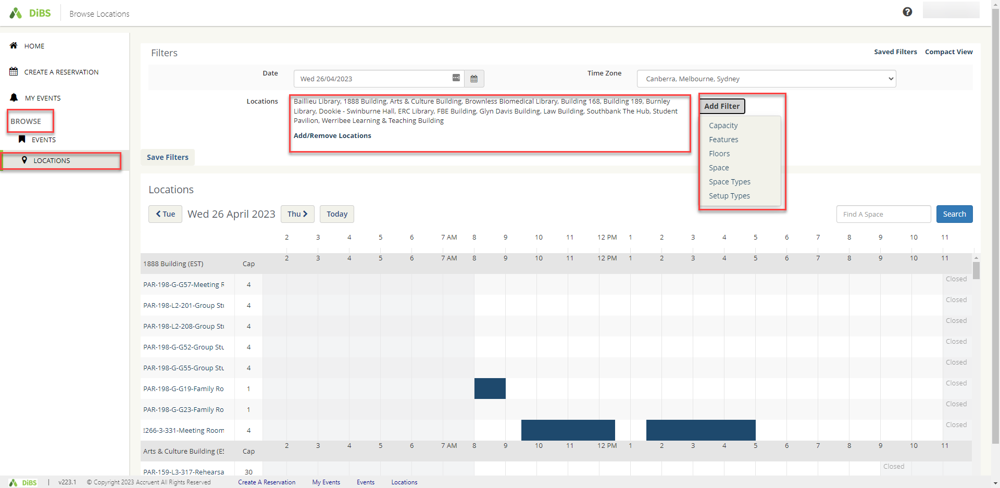 DiBS
Browse Locations
HOME
CREATE A RESERVATION
MY EVENTS
BROWSE
EVENTS
LOCATIONS
Filters
Saved Filters Compact View
Date
Wed 26/04/2023
Time Zone
Canberra, Melbourne, Sydney
Locations
Baillieu Library, 1888 Building, Arts & Culture Building, Brownless Biomedical Library, Building 168, Building 189, Burnley
Library, Dookie - Swinburne Hall, ERC Library, FBE Building, Glyn Davis Building, Law Building, Southbank The Hub, Student
Pavilion, Werribee Learning & Teaching Building
Add/Remove Locations
Add Filter
Capacity
Features
Floors
Space
Space Types
Setup Types
Save Filters
Locations
Tue Wed 26 April 2023 Thu Today
Find A Space Search
2 3 4 5 6 7 AM 8 9 10 11 12 PM 1 2 3 4 5 6 7 8 9 10 11
1888 Building (EST) Cap 2 3 4 5 6 7 AM 8 9 10 11 12 PM 1 2 3 4 5 6 7 8 9 10 11
PAR-198-G-G57-Meeting R 4 Closed
PAR-198-L2-201-Group Stu 4 Closed
PAR-198-L2-208-Group Stu 4 Closed
PAR-198-G-G52-Group Stu 4 Closed
PAR-198-G-G55-Group Stu 4 Closed
PAR-198-G-G19-Family Ro 1 Closed
PAR-198-G-G23-Family Ro 1 Closed
!266-3-331-Meeting Room 4 Closed
Arts & Culture Building (ES Cap 2 3 4 5 6 7 AM 8 9 10 11 12 PM 1 2 3 4 5 6 7 8 9 10 11
PAR-159-L3-317-Rehearsa 30 Closed
DiBS | v223.1 © Copyright 2023 Accruent All Rights Reserved Create A Reservation My Events Events Locations